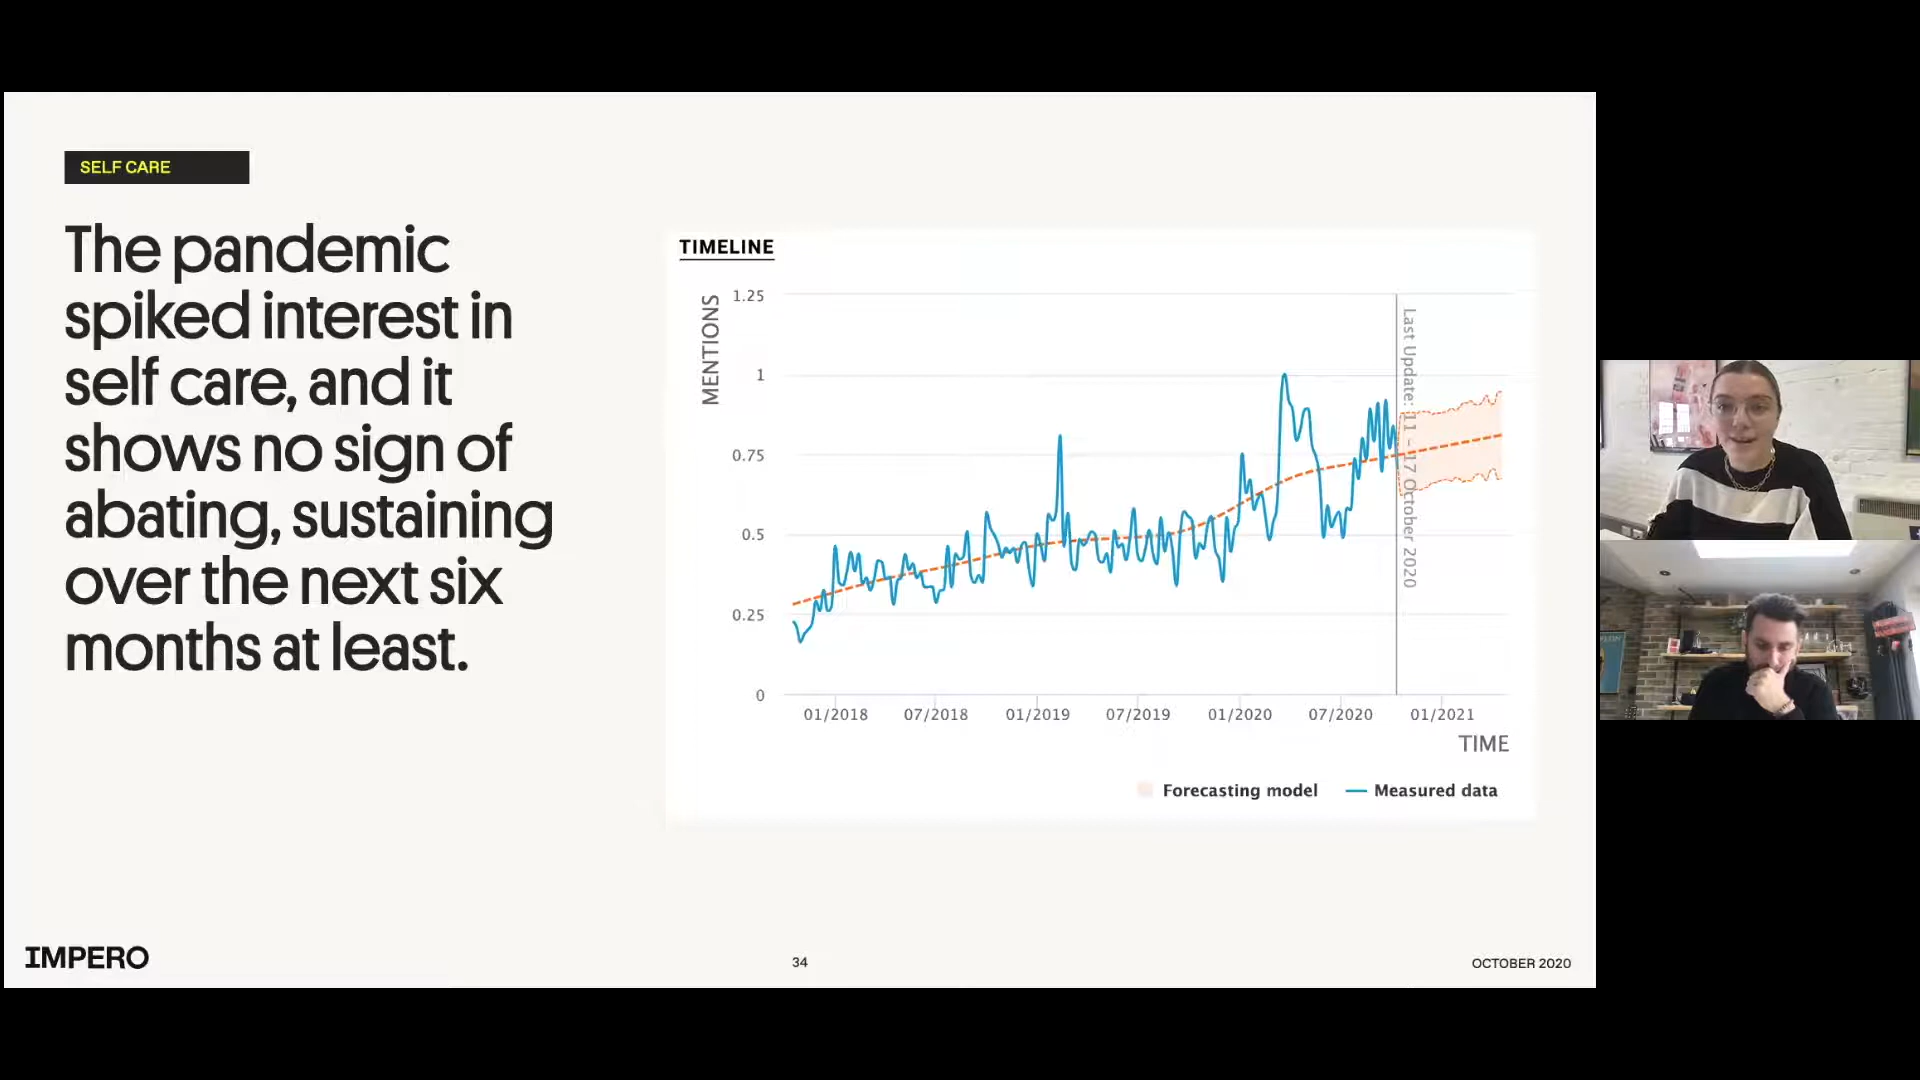 SELF CARE
The pandemic
spiked interest in
self care, and it
shows no sign of
abating, sustaining
over the next six
months at least.
TIMELINE
MENTIONS
1.25
1
0.75
0.5
0.25
0
Last Update: 11 – 17 October 2020
01/2018
07/2018
01/2019
07/2019
01/2020
07/2020
01/2021
TIME
Forecasting model
Measured data
IMPERO
34
OCTOBER 2020